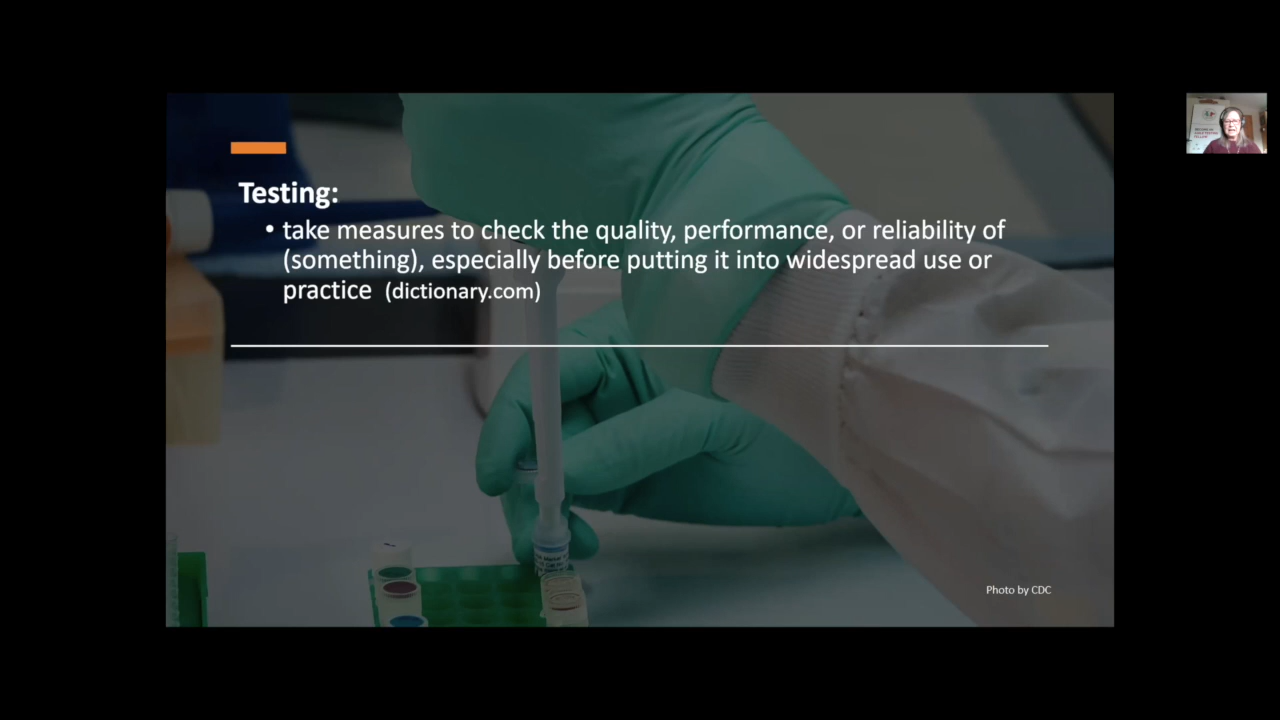 Testing:
• take measures to check the quality, performance, or reliability of
(something), especially before putting it into widespread use or
practice (dictionary.com)
Photo by CDC